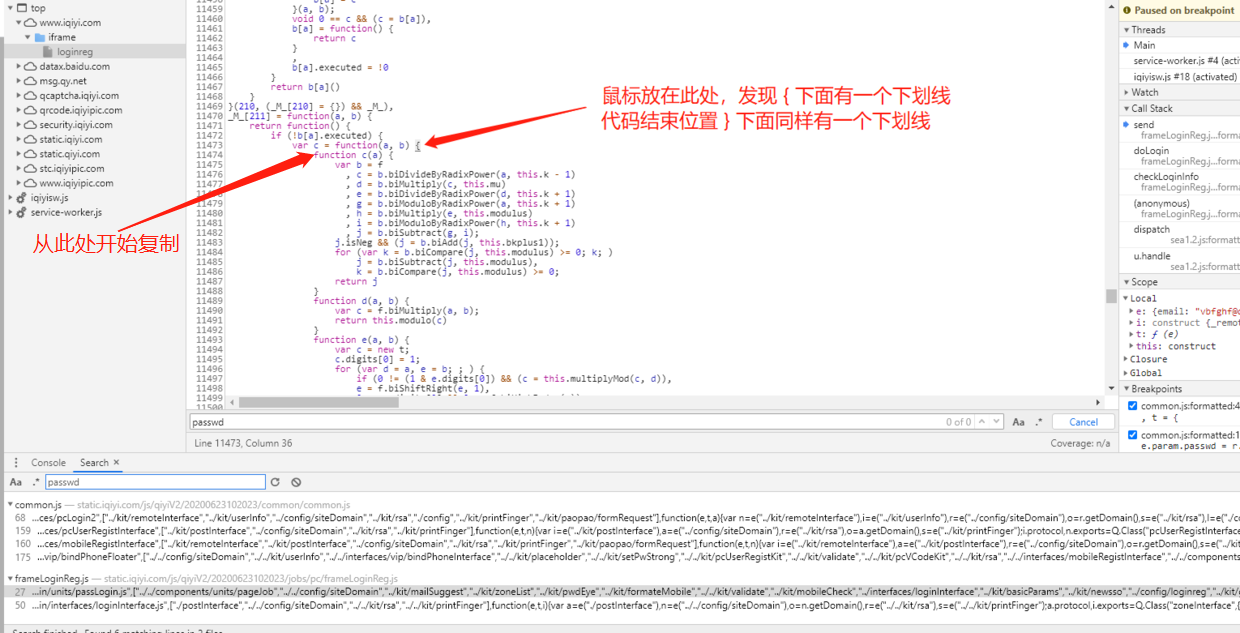 top
www.iqiyi.com
iframe
loginreg
datax.baidu.com
msg.qy.net
qcaptcha.iqiyi.com
qrcode.iqiyipic.com
security.iqiyi.com
static.iqiyi.com
static.qiyi.com
stc.iqiyipic.com
www.iqiyipic.com
iqiyisw.js
service-worker.js
从此处开始复制
11459 }(a, b);
11460 void 0 == c && (c = b[a]),
11461 b[a] = function() {
11462 return c
11463 }
11464 ,
11465 b[a].executed = !0
11466 }
11467 return b[a]()
11468 }
11469 }(210, (_M_[210] = {}) && _M_),
11470 _M_[211] = function(a, b) {
11471 return function() {
11472 if (!b[a].executed) {
11473 var c = function(a, b) {
11474 function c(a) {
11475 var b = f
11476 , c = b.biDivideByRadixPower(a, this.k - 1)
11477 , d = b.biMultiply(c, this.mu)
11478 , e = b.biDivideByRadixPower(d, this.k + 1)
11479 , g = b.biModuloByRadixPower(a, this.k + 1)
11480 , h = b.biMultiply(e, this.modulus)
11481 , i = b.biModuloByRadixPower(h, this.k + 1)
11482 , j = b.biSubtract(g, i);
11483 j.isNeg && (j = b.biAdd(j, this.bkplus1));
11484 for (var k = b.biCompare(j, this.modulus) >= 0; k; )
11485 j = b.biSubtract(j, this.modulus),
11486 k = b.biCompare(j, this.modulus) >= 0;
11487 return j
11488 }
11489 function d(a, b) {
11490 var c = f.biMultiply(a, b);
11491 return this.modulo(c)
11492 }
11493 function e(a, b) {
11494 var c = new t;
11495 c.digits[0] = 1;
11496 for (var d = a, e = b; ; ) {
11497 if (0 != (1 & e.digits[0]) && (c = this.multiplyMod(c, d)),
11498 e = f.biShiftRight(e, 1),
11499
11500
鼠标放在此处，发现 { 下面有一个下划线
代码结束位置 } 下面同样有一个下划线
passwd
0 of 0
Aa
.*
Cancel
Line 11473, Column 36
Coverage: n/a
Paused on breakpoint
Threads
Main
service-worker.js #4 (acti
iqiyisw.js #18 (activated)
Watch
Call Stack
send
frameLoginReg.j...forma
doLogin
frameLoginReg.j...forma
checkLoginInfo
frameLoginReg.j...forma
(anonymous)
frameLoginReg.j...forma
dispatch
sea1.2.js:formatt
u.handle
sea1.2.js:formatt
Scope
Local
e: {email: "vbfghf@
i: construct {_remot
t: ƒ (e)
this: construct
Closure
Global
Breakpoints
common.js:formatted:4
, t = {
common.js:formatted:1
e.param.passwd = r.
Console
Search ×
Aa
.*
passwd
common.js — static.iqiyi.com/js/qiyiV2/20200623102023/common/common.js
68 ...ces/pcLogin2",["../kit/remoteInterface","../kit/userInfo","../config/siteDomain","../kit/rsa","../config","../kit/printFinger","../kit/paopao/formRequest"],function(e,t,a){var n=e("../kit/remoteInterface"),i=e("../kit/userInfo"),r=e("../config/siteDomain"),o=r.getDomain(),s=e("../kit/rsa"),l=e("./c
159 ...ces/pcUserRegistInterface",["../kit/postInterface","../config/siteDomain","../kit/rsa","../kit/printFinger"],function(e,t,n){var i=e("../kit/postInterface"),a=e("../config/siteDomain"),r=e("../kit/rsa"),o=a.getDomain(),s=e("../kit/printFinger");i.protocol,n.exports=Q.Class("pcUserRegistInt
160 ...ces/mobileRegistInterface",["../kit/remoteInterface","../kit/postInterface","../config/siteDomain","../kit/rsa","../kit/printFinger","../kit/paopao/formRequest"],function(e,t,n){var i=e("../kit/remoteInterface"),a=e("../kit/postInterface"),r=e("../config/siteDomain"),o=r.getDomain(),s=e("../kit
175 ...vip/bindPhoneFloater",["../config/siteDomain","../kit/userInfo","../interfaces/vip/bindPhoneInterface","../kit/placeholder","../kit/setPwStrong","../kit/pcUserRegistKit","../kit/validate","../kit/pcVCodeKit","../kit/rsa","../interfaces/mobileRegistInterface","../components
frameLoginReg.js — static.iqiyi.com/js/qiyiV2/20200623102023/jobs/pc/frameLoginReg.js
27 ...in/units/passLogin.js",["../../components/units/pageJob","../../config/siteDomain","../kit/mailSuggest","../kit/zoneList","../kit/pwdEye","../kit/formateMobile","../../kit/validate","../kit/mobileCheck","../interfaces/loginInterface","../kit/basicParams","../kit/newsso","../config/loginreg","../kit/g
50 ...in/interfaces/loginInterface.js",["./postInterface","../../config/siteDomain","../../kit/rsa","../../kit/printFinger"],function(e,t,i){var a=e("./postInterface"),n=e("../../config/siteDomain"),o=n.getDomain(),r=e("../../kit/rsa"),s=e("../../kit/printFinger");a.protocol,i.exports=Q.Class("zoneInterface",{
Search finished. Found 6 matching lines in 2 files.